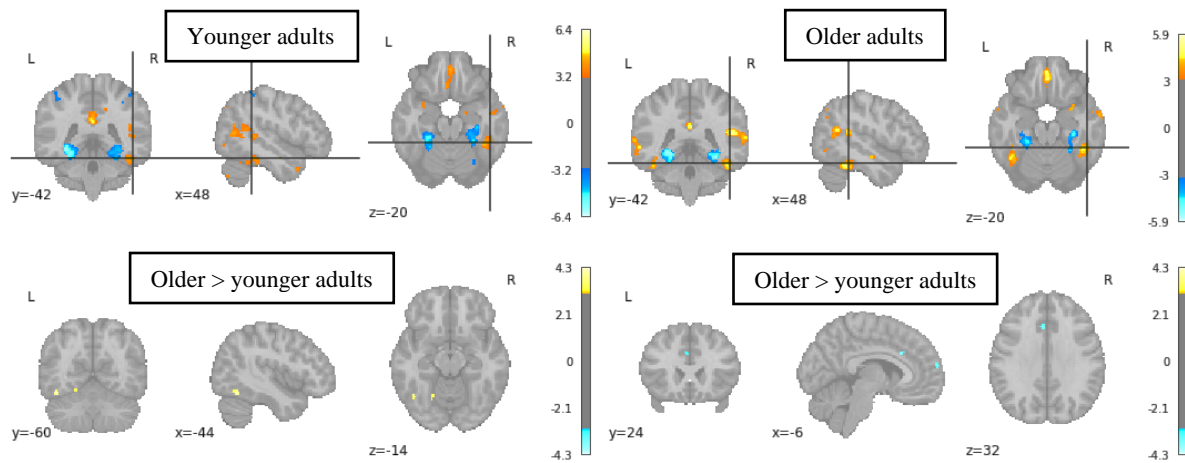 Younger adults
L R R
6.4
3.2
0
-3.2
-6.4
y=-42 x=48 z=-20
Older adults
L R R
5.9
3
0
-3
-5.9
y=-42 x=48 z=-20
Older > younger adults
L R
4.3
2.1
0
-2.1
-4.3
y=-60 x=-44 z=-14
Older > younger adults
L R
4.3
2.1
0
-2.1
-4.3
y=24 x=-6 z=32